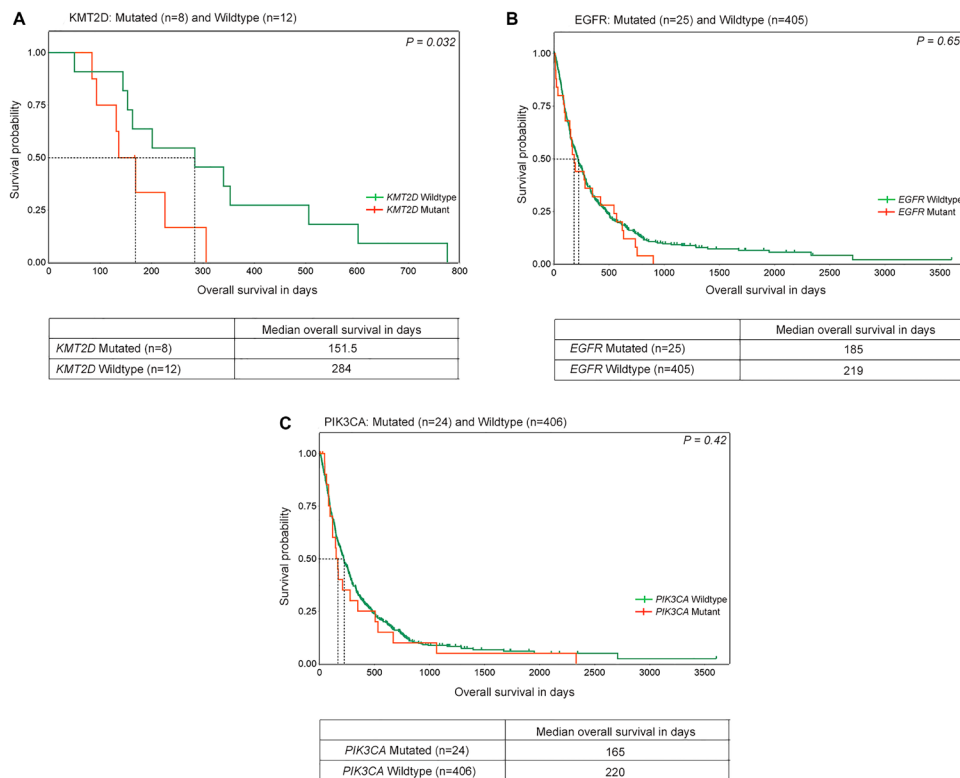 A
KMT2D: Mutated (n=8) and Wildtype (n=12)
P = 0.032
1.00
0.75
0.50
0.25
0.00
Survival probability
KMT2D Wildtype
KMT2D Mutant
0 100 200 300 400 500 600 700 800
Overall survival in days
Median overall survival in days
KMT2D Mutated (n=8) 151.5
KMT2D Wildtype (n=12) 284
B
EGFR: Mutated (n=25) and Wildtype (n=405)
P = 0.65
1.00
0.75
0.50
0.25
0.00
Survival probability
EGFR Wildtype
EGFR Mutant
0 500 1000 1500 2000 2500 3000 3500
Overall survival in days
Median overall survival in days
EGFR Mutated (n=25) 185
EGFR Wildtype (n=405) 219
C
PIK3CA: Mutated (n=24) and Wildtype (n=406)
P = 0.42
1.00
0.75
0.50
0.25
0.00
Survival probability
PIK3CA Wildtype
PIK3CA Mutant
0 500 1000 1500 2000 2500 3000 3500
Overall survival in days
Median overall survival in days
PIK3CA Mutated (n=24) 165
PIK3CA Wildtype (n=406) 220